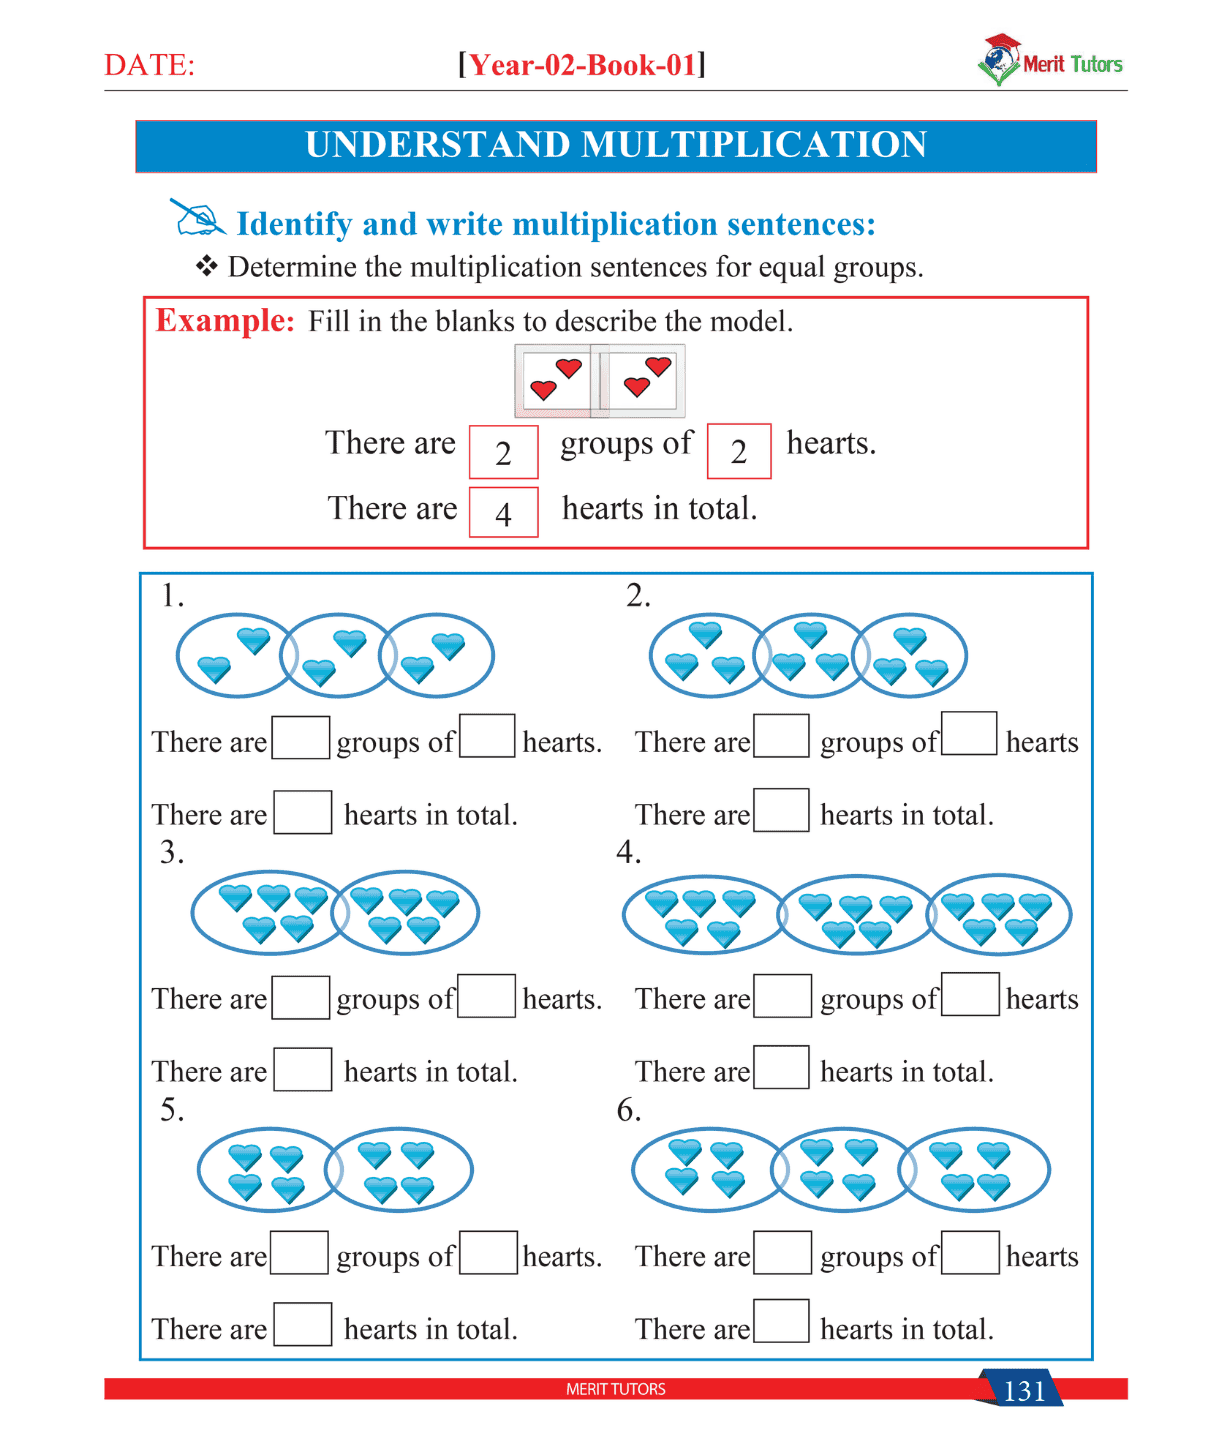 DATE:
[Year-02-Book-01]
Merit Tutors
UNDERSTAND MULTIPLICATION
Identify and write multiplication sentences:
❖ Determine the multiplication sentences for equal groups.
Example: Fill in the blanks to describe the model.
There are 2 groups of 2 hearts.
There are 4 hearts in total.
1.
There are groups of hearts.
There are hearts in total.
2.
There are groups of hearts
There are hearts in total.
3.
There are groups of hearts.
There are hearts in total.
4.
There are groups of hearts
There are hearts in total.
5.
There are groups of hearts.
There are hearts in total.
6.
There are groups of hearts
There are hearts in total.
MERIT TUTORS
131